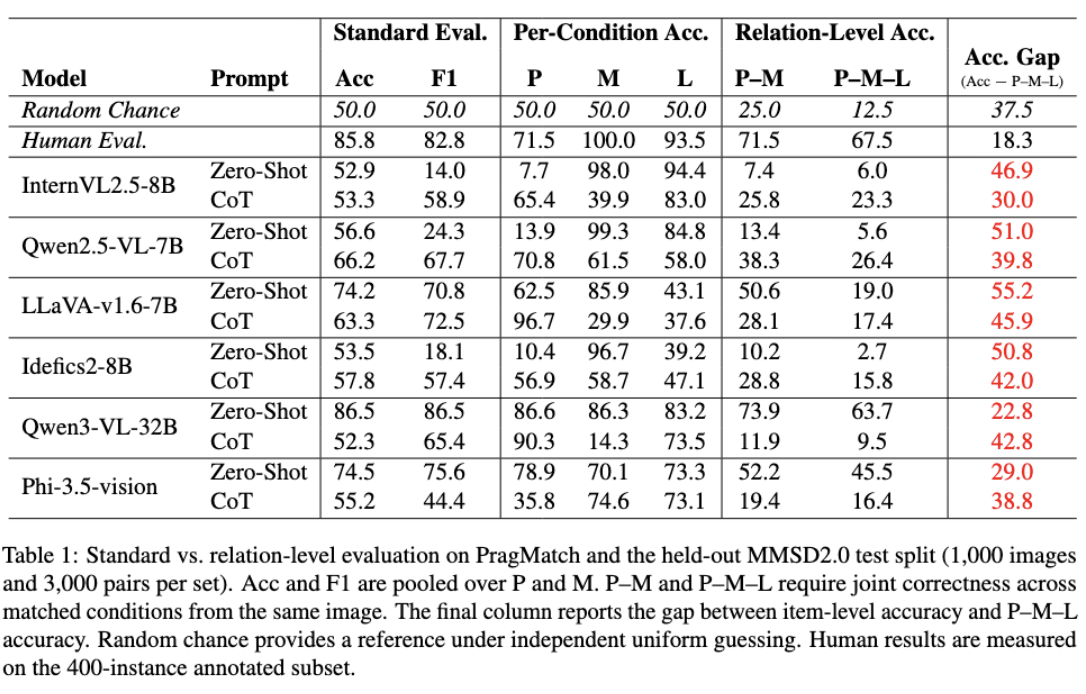 Standard Eval. Per-Condition Acc. Relation-Level Acc.
Acc. Gap
Model Prompt Acc F1 P M L P–M P–M–L (Acc − P–M–L)
Random Chance 50.0 50.0 50.0 50.0 50.0 25.0 12.5 37.5
Human Eval. 85.8 82.8 71.5 100.0 93.5 71.5 67.5 18.3
InternVL2.5-8B
Zero-Shot 52.9 14.0 7.7 98.0 94.4 7.4 6.0 46.9
CoT 53.3 58.9 65.4 39.9 83.0 25.8 23.3 30.0
Qwen2.5-VL-7B
Zero-Shot 56.6 24.3 13.9 99.3 84.8 13.4 5.6 51.0
CoT 66.2 67.7 70.8 61.5 58.0 38.3 26.4 39.8
LLaVA-v1.6-7B
Zero-Shot 74.2 70.8 62.5 85.9 43.1 50.6 19.0 55.2
CoT 63.3 72.5 96.7 29.9 37.6 28.1 17.4 45.9
Idefics2-8B
Zero-Shot 53.5 18.1 10.4 96.7 39.2 10.2 2.7 50.8
CoT 57.8 57.4 56.9 58.7 47.1 28.8 15.8 42.0
Qwen3-VL-32B
Zero-Shot 86.5 86.5 86.6 86.3 83.2 73.9 63.7 22.8
CoT 52.3 65.4 90.3 14.3 73.5 11.9 9.5 42.8
Phi-3.5-vision
Zero-Shot 74.5 75.6 78.9 70.1 73.3 52.2 45.5 29.0
CoT 55.2 44.4 35.8 74.6 73.1 19.4 16.4 38.8
Table 1: Standard vs. relation-level evaluation on PragMatch and the held-out MMSD2.0 test split (1,000 images
and 3,000 pairs per set). Acc and F1 are pooled over P and M. P–M and P–M–L require joint correctness across
matched conditions from the same image. The final column reports the gap between item-level accuracy and P–M–L
accuracy. Random chance provides a reference under independent uniform guessing. Human results are measured
on the 400-instance annotated subset.